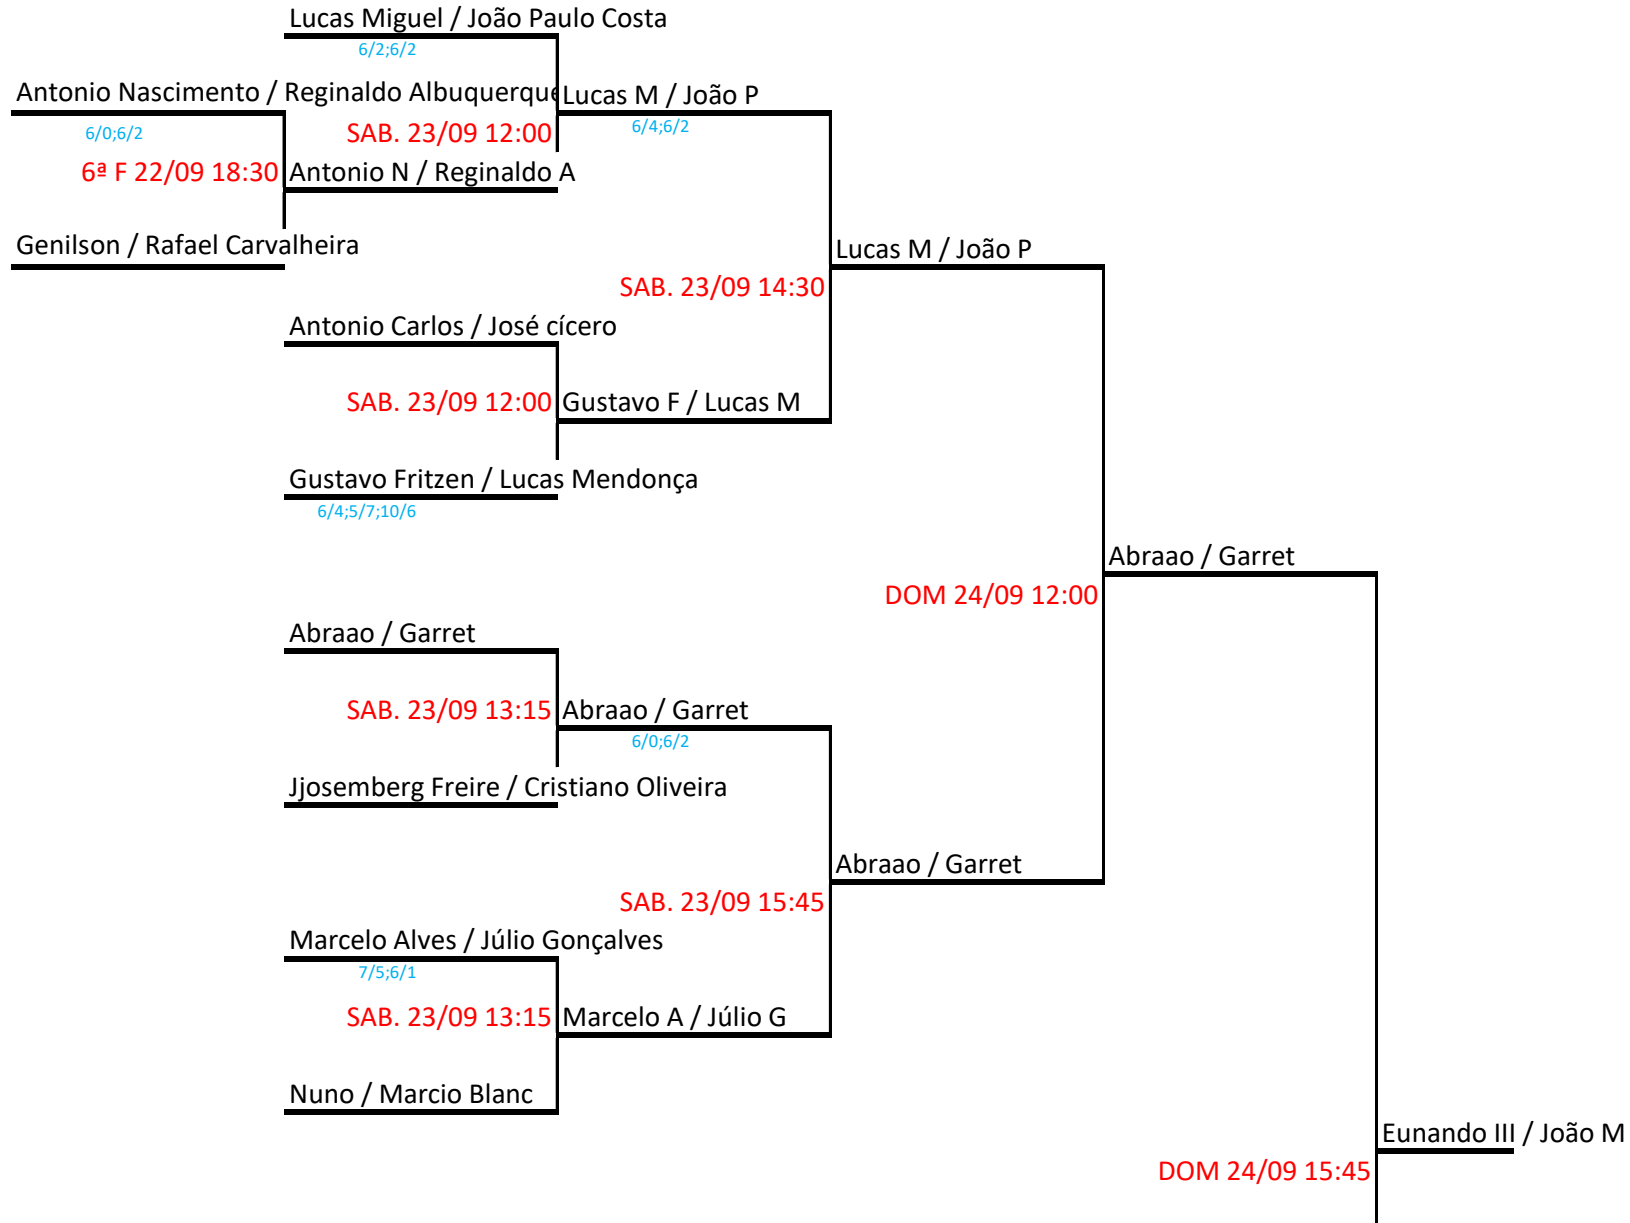 Lucas Miguel / João Paulo Costa
6/2;6/2
Antonio Nascimento / Reginaldo Albuquerque
Lucas M / João P
6/0;6/2
SAB. 23/09 12:00
6/4;6/2
6ª F 22/09 18:30
Antonio N / Reginaldo A
Genilson / Rafael Carvalheira
Lucas M / João P
SAB. 23/09 14:30
Antonio Carlos / José cícero
SAB. 23/09 12:00
Gustavo F / Lucas M
Gustavo Fritzen / Lucas Mendonça
6/4;5/7;10/6
Abraao / Garret
DOM 24/09 12:00
Abraao / Garret
SAB. 23/09 13:15
Abraao / Garret
6/0;6/2
Jjosemberg Freire / Cristiano Oliveira
Abraao / Garret
SAB. 23/09 15:45
Marcelo Alves / Júlio Gonçalves
7/5;6/1
SAB. 23/09 13:15
Marcelo A / Júlio G
Nuno / Marcio Blanc
Eunando III / João M
DOM 24/09 15:45